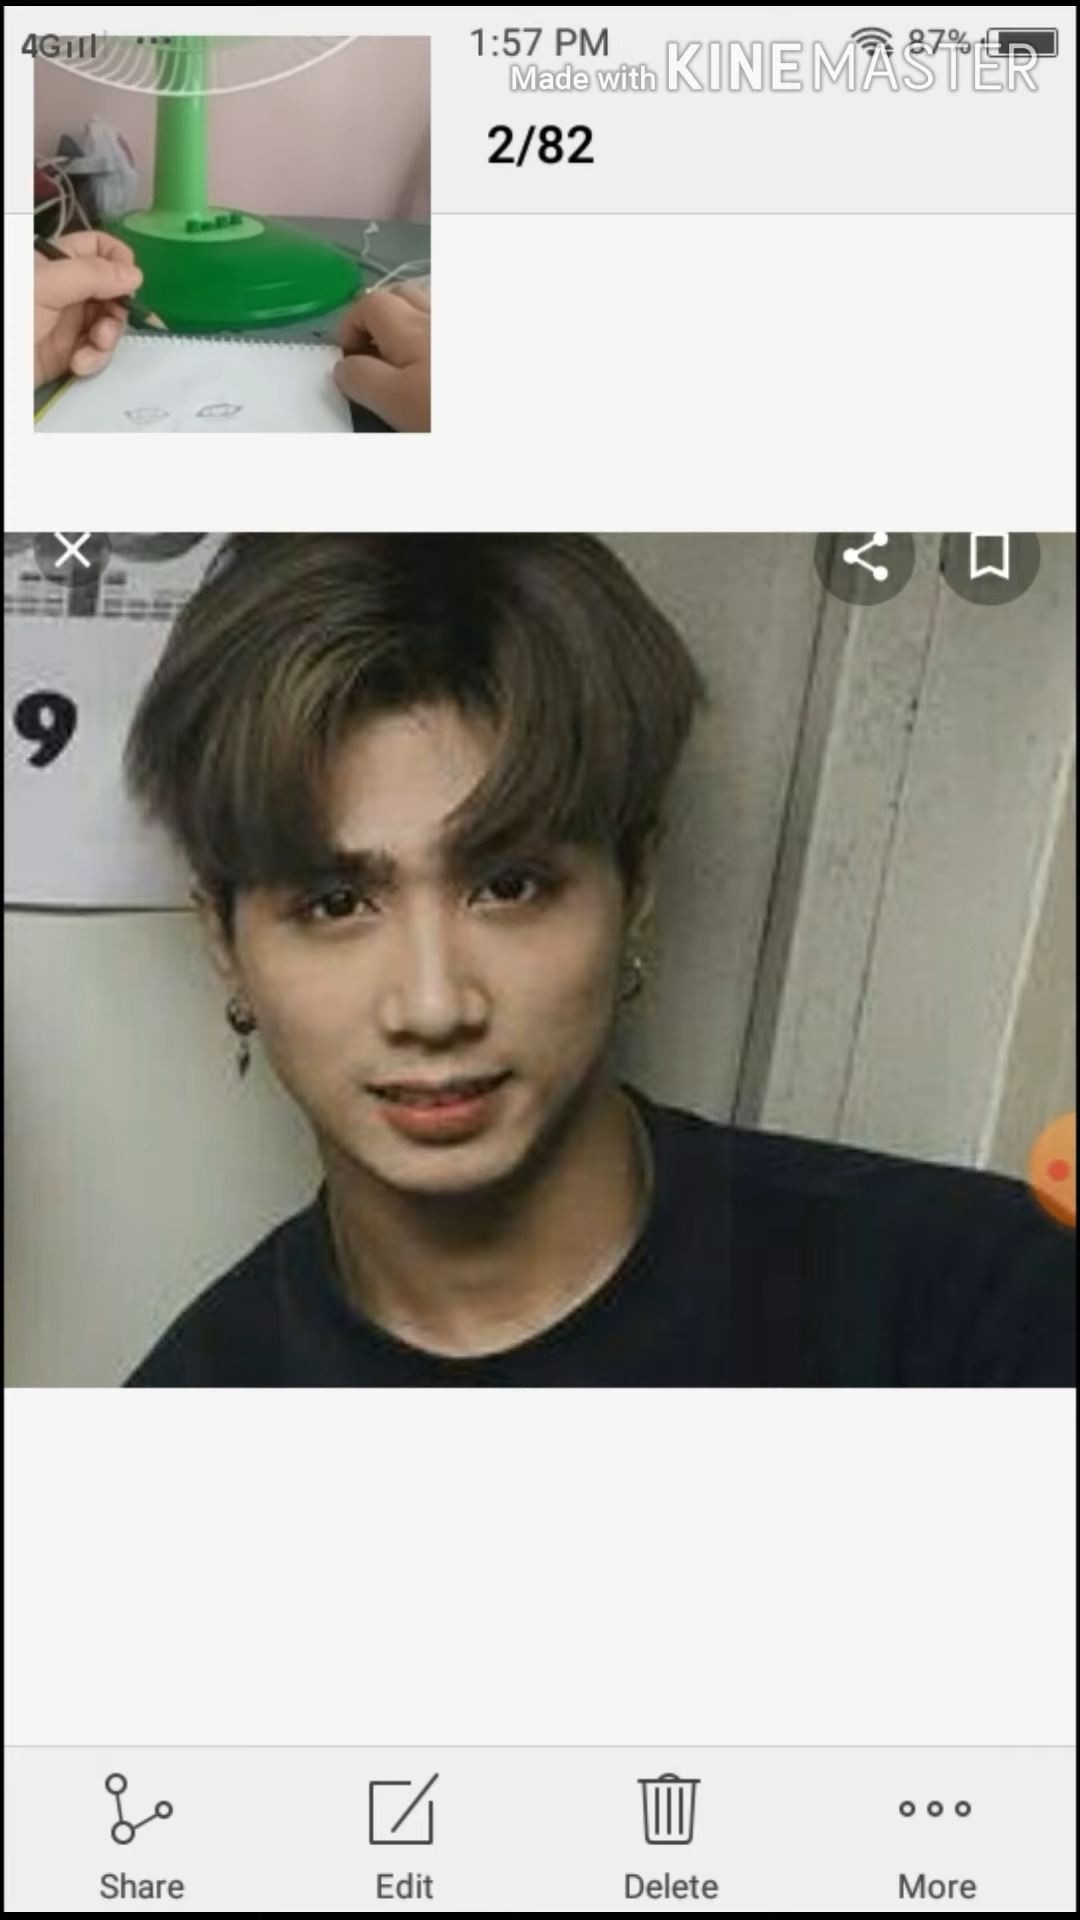 4G
1:57 PM
87%
Made with KINEMASTER
2/82
9
Share
Edit
Delete
More